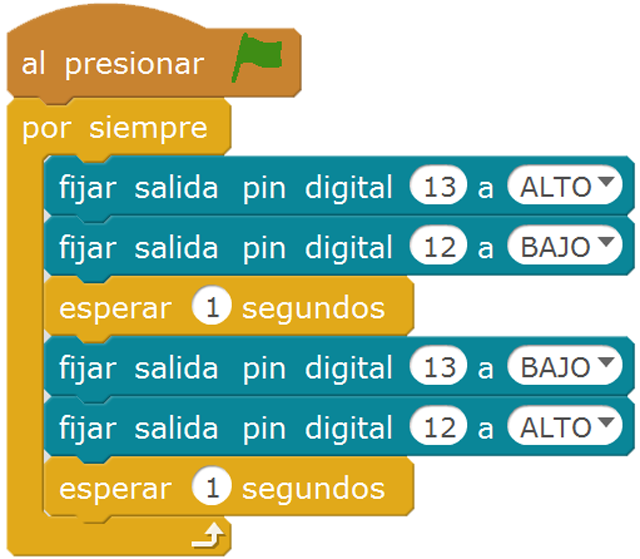 al presionar
por siempre
fijar salida pin digital 13 a ALTO
fijar salida pin digital 12 a BAJO
esperar 1 segundos
fijar salida pin digital 13 a BAJO
fijar salida pin digital 12 a ALTO
esperar 1 segundos